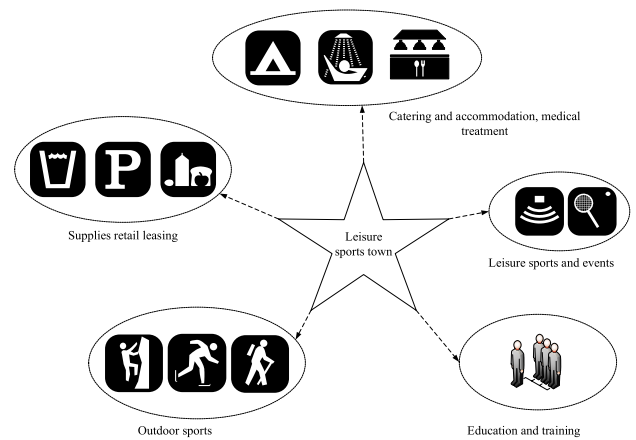 Catering and accommodation, medical
treatment
P
Supplies retail leasing
Leisure
sports town
Leisure sports and events
Outdoor sports
Education and training